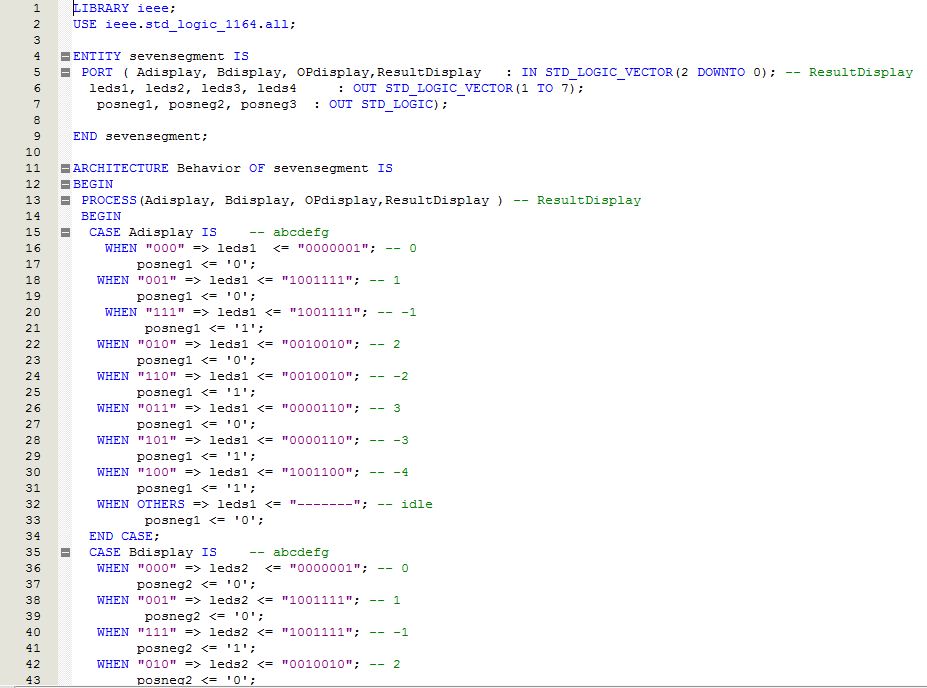 1 LIBRARY ieee;
2 USE ieee.std_logic_1164.all;
3
4 ENTITY sevensegment IS
5 PORT ( Adisplay, Bdisplay, OPdisplay,ResultDisplay : IN STD_LOGIC_VECTOR(2 DOWNTO 0); -- ResultDisplay
6 leds1, leds2, leds3, leds4 : OUT STD_LOGIC_VECTOR(1 TO 7);
7 posneg1, posneg2, posneg3 : OUT STD_LOGIC);
8
9 END sevensegment;
10
11 ARCHITECTURE Behavior OF sevensegment IS
12 BEGIN
13 PROCESS(Adisplay, Bdisplay, OPdisplay,ResultDisplay ) -- ResultDisplay
14 BEGIN
15 CASE Adisplay IS -- abcdefg
16 WHEN "000" => leds1 <= "0000001"; -- 0
17 posneg1 <= '0';
18 WHEN "001" => leds1 <= "1001111"; -- 1
19 posneg1 <= '0';
20 WHEN "111" => leds1 <= "1001111"; -- -1
21 posneg1 <= '1';
22 WHEN "010" => leds1 <= "0010010"; -- 2
23 posneg1 <= '0';
24 WHEN "110" => leds1 <= "0010010"; -- -2
25 posneg1 <= '1';
26 WHEN "011" => leds1 <= "0000110"; -- 3
27 posneg1 <= '0';
28 WHEN "101" => leds1 <= "0000110"; -- -3
29 posneg1 <= '1';
30 WHEN "100" => leds1 <= "1001100"; -- -4
31 posneg1 <= '1';
32 WHEN OTHERS => leds1 <= "-------"; -- idle
33 posneg1 <= '0';
34 END CASE;
35 CASE Bdisplay IS -- abcdefg
36 WHEN "000" => leds2 <= "0000001"; -- 0
37 posneg2 <= '0';
38 WHEN "001" => leds2 <= "1001111"; -- 1
39 posneg2 <= '0';
40 WHEN "111" => leds2 <= "1001111"; -- -1
41 posneg2 <= '1';
42 WHEN "010" => leds2 <= "0010010"; -- 2
43 posneg2 <= '0';